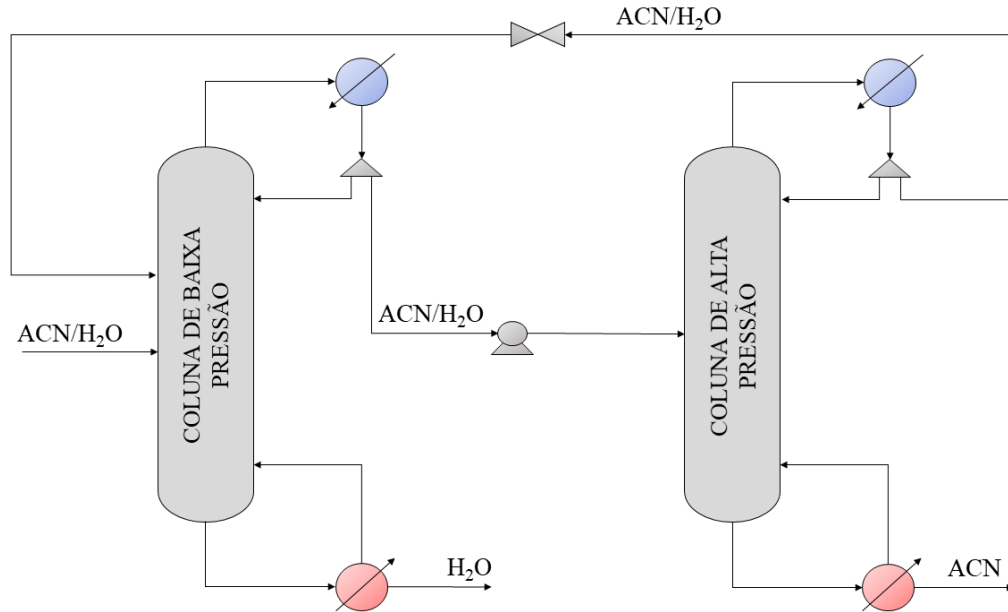 ACN/H₂O
COLUNA DE BAIXA
PRESSÃO
COLUNA DE ALTA
PRESSÃO
ACN/H₂O
ACN/H₂O
H₂O
ACN